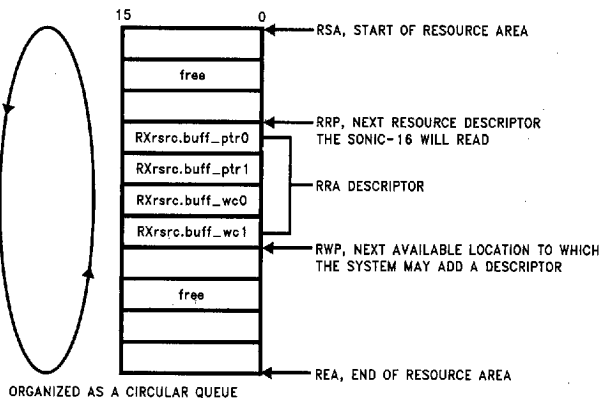 15 0
RSA, START OF RESOURCE AREA
free
RRP, NEXT RESOURCE DESCRIPTOR
THE SONIC-16 WILL READ
RXrsrc.buff_ptr0
RXrsrc.buff_ptr1
RRA DESCRIPTOR
RXrsrc.buff_wc0
RXrsrc.buff_wc1
RWP, NEXT AVAILABLE LOCATION TO WHICH
THE SYSTEM MAY ADD A DESCRIPTOR
free
REA, END OF RESOURCE AREA
ORGANIZED AS A CIRCULAR QUEUE